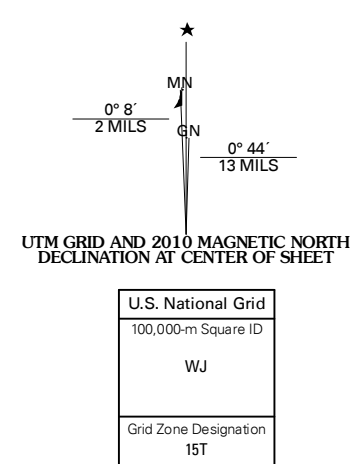 MN
0° 8´
2 MILS
GN
0° 44´
13 MILS
UTM GRID AND 2010 MAGNETIC NORTH
DECLINATION AT CENTER OF SHEET
U.S. National Grid
100,000-m Square ID
WJ
Grid Zone Designation
15T